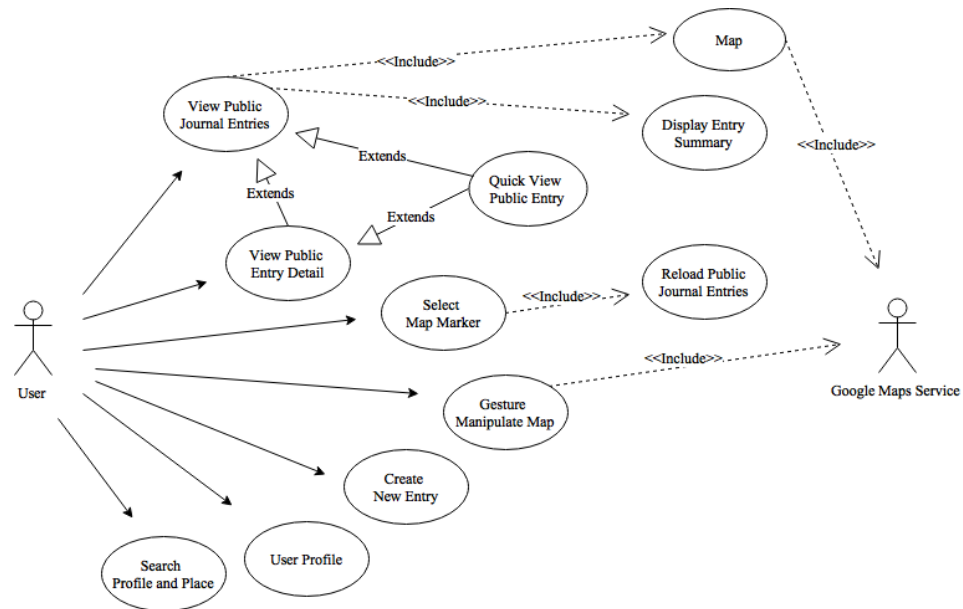 Map
<<Include>>
View Public
Journal Entries
<<Include>>
Display Entry
Summary
<<Include>>
Extends
Quick View
Public Entry
Extends
Extends
View Public
Entry Detail
Reload Public
Journal Entries
<<Include>>
Select
Map Marker
<<Include>>
User
Google Maps Service
Gesture
Manipulate Map
Create
New Entry
User Profile
Search
Profile and Place